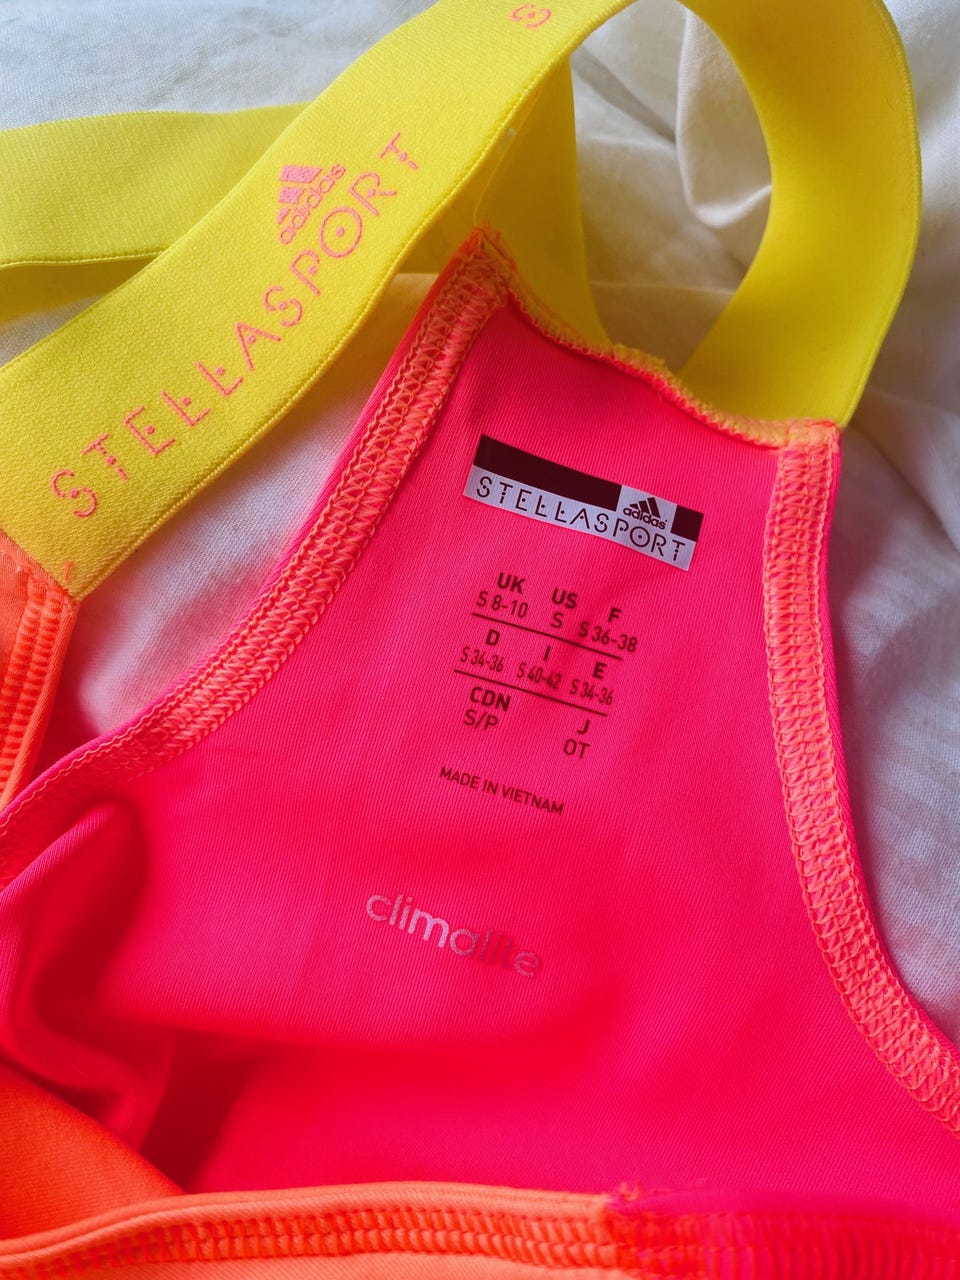 S
adidas
STELLASPORT
adidas
STELLASPORT
UK US F
S 8-10 S S 36-38
D I E
S 34-36 S 40-42 S 34-36
CDN J
S/P OT
MADE IN VIETNAM
climalite